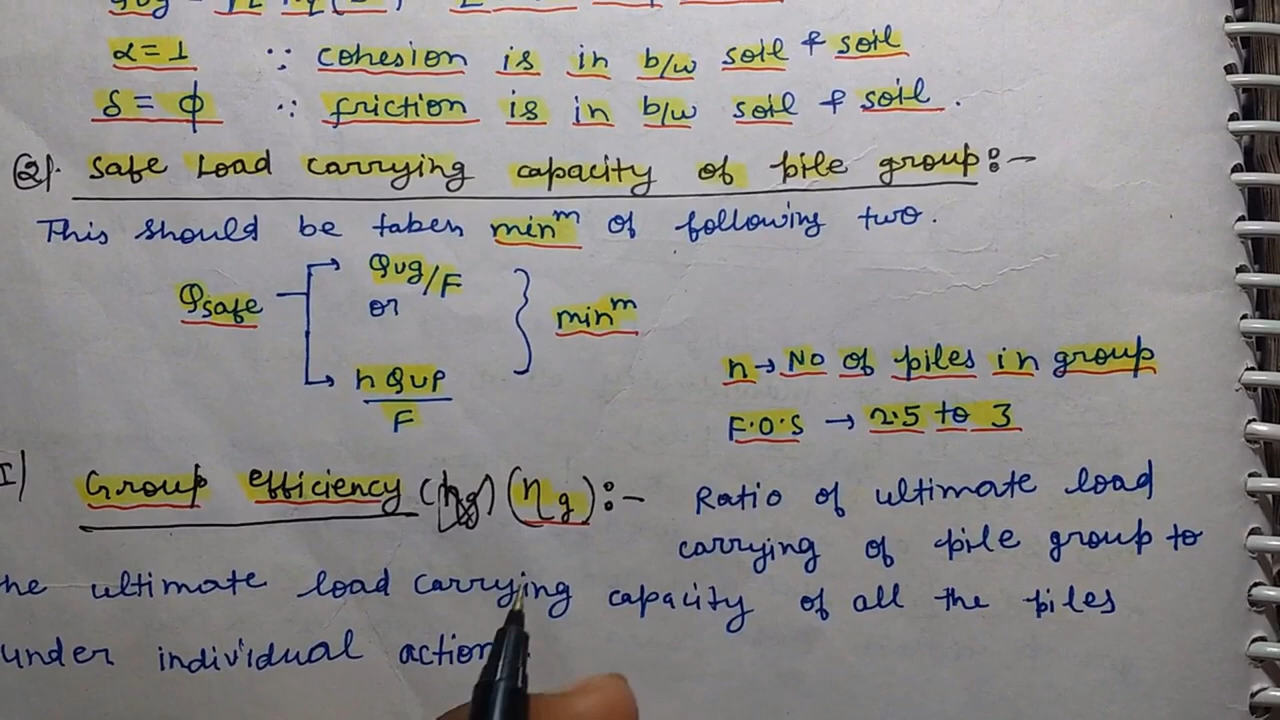 α = 1 ∵ cohesion is in b/w soil & soil
δ = ϕ ∵ friction is in b/w soil & soil.
Q). Safe Load carrying capacity of pile group:-
This should be taken minᵐ of following two.
Qsafe → Qug/F
or } minᵐ
→ nQup/F
n → No of piles in group
F.O.S → 2.5 to 3
I) Group efficiency (ηg) :- Ratio of ultimate load
carrying of pile group to
he ultimate load carrying capacity of all the piles
under individual action